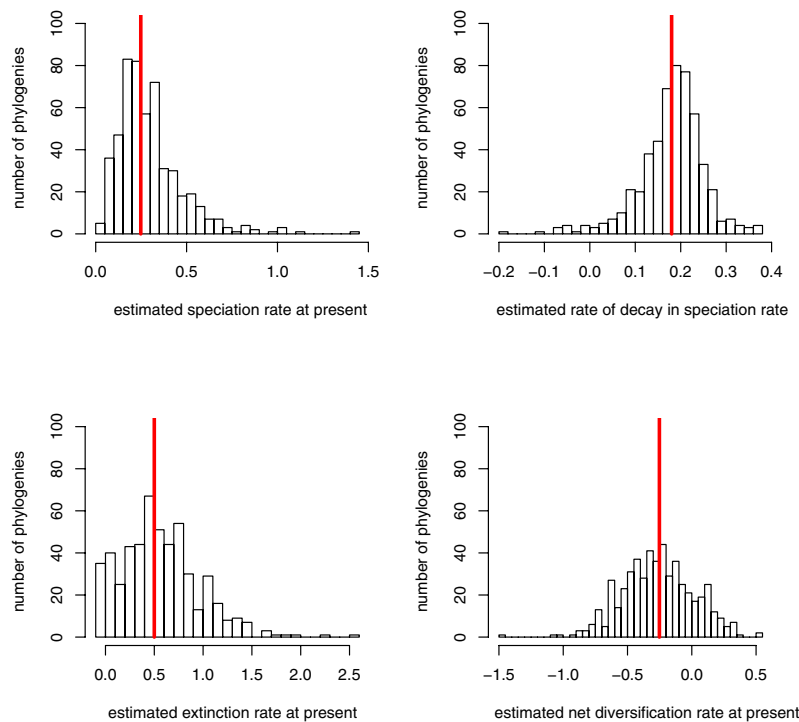 number of phylogenies
0 20 40 60 80 100
0.0 0.5 1.0 1.5
estimated speciation rate at present
number of phylogenies
0 20 40 60 80 100
−0.2 −0.1 0.0 0.1 0.2 0.3 0.4
estimated rate of decay in speciation rate
number of phylogenies
0 20 40 60 80 100
0.0 0.5 1.0 1.5 2.0 2.5
estimated extinction rate at present
number of phylogenies
0 20 40 60 80 100
−1.5 −1.0 −0.5 0.0 0.5
estimated net diversification rate at present